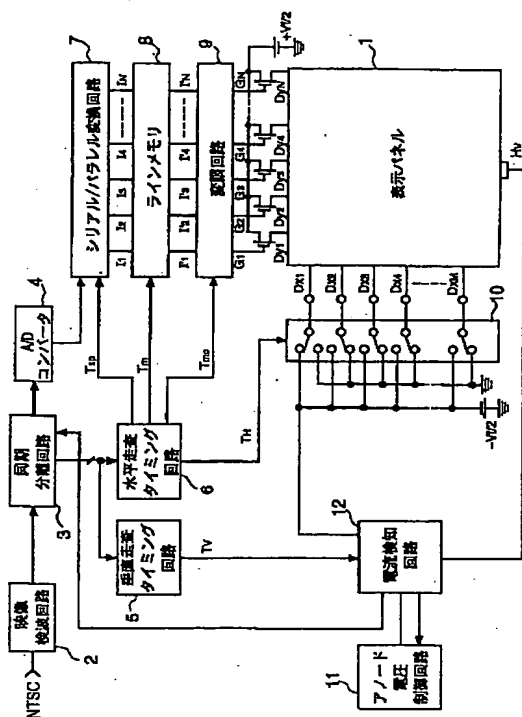 NTSC
映像
検波回路
2
同期
分離回路
3
A/D
コンバータ
4
垂直走査
タイミング
回路
5
水平走査
タイミング
回路
6
シリアル/パラレル変換回路
7
ラインメモリ
8
変調回路
9
Tsp
Tm
Tmo
TH
TV
I1 I2 I3 I4 IN
I'1 I'2 I'3 I'4 I'N
G1 G2 G3 G4 GN
+Vf/2
Dy1 Dy2 Dy3 Dy4 DyN
表示パネル
1
Hv
Dx1
Dx2
Dx3
Dx4
DxM
10
-Vf/2
電流検知
回路
12
アノード
電圧
制御回路
11